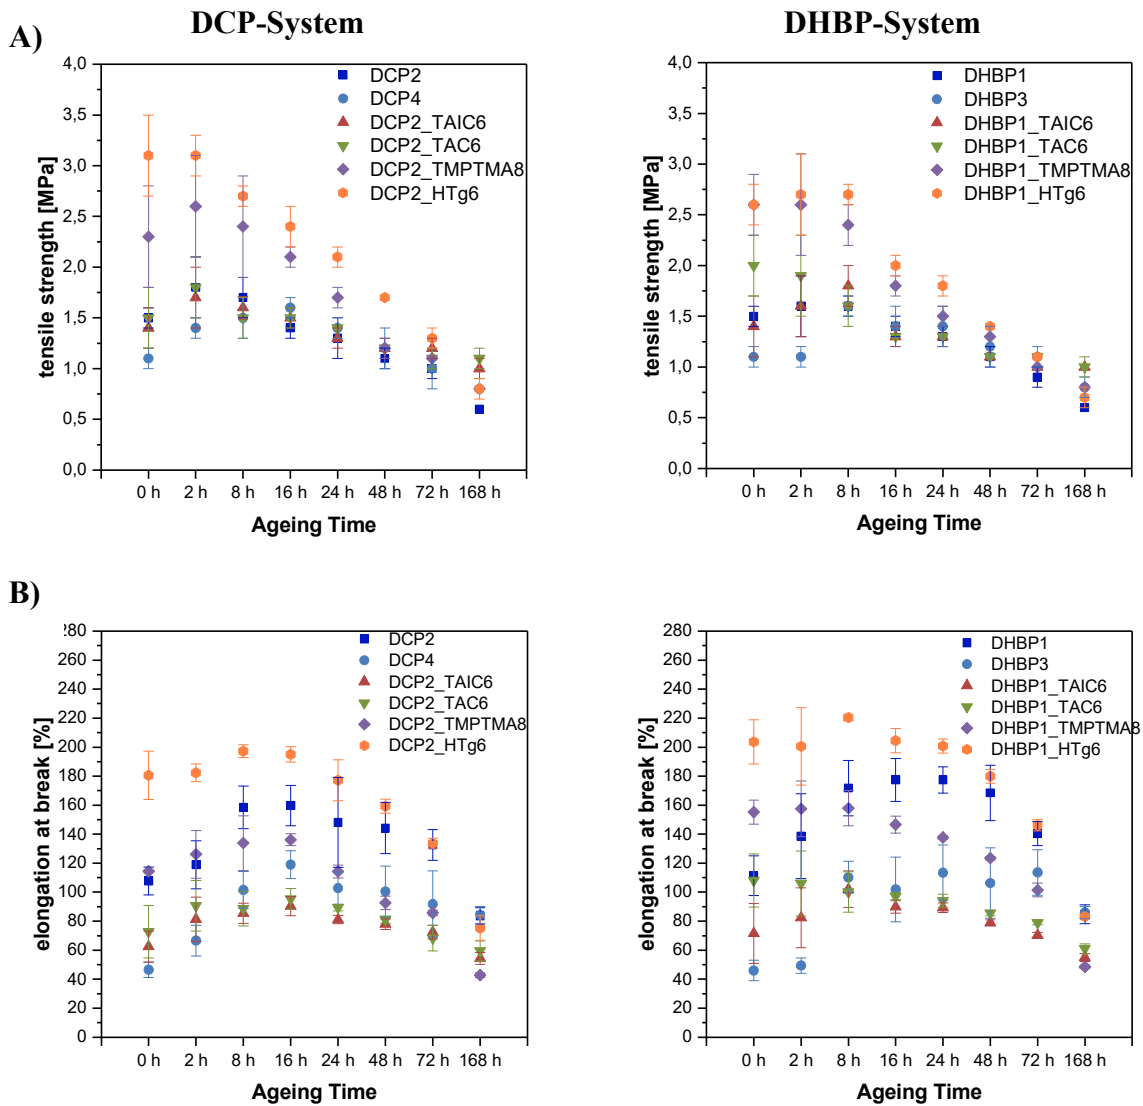 DCP-System
DHBP-System
A)
4,0
3,5
3,0
2,5
2,0
1,5
1,0
0,5
0,0
tensile strength [MPa]
DCP2
DCP4
DCP2_TAIC6
DCP2_TAC6
DCP2_TMPTMA8
DCP2_HTg6
0 h 2 h 8 h 16 h 24 h 48 h 72 h 168 h
Ageing Time
4,0
3,5
3,0
2,5
2,0
1,5
1,0
0,5
0,0
tensile strength [MPa]
DHBP1
DHBP3
DHBP1_TAIC6
DHBP1_TAC6
DHBP1_TMPTMA8
DHBP1_HTg6
0 h 2 h 8 h 16 h 24 h 48 h 72 h 168 h
Ageing Time
B)
280
260
240
220
200
180
160
140
120
100
80
60
40
20
0
elongation at break [%]
DCP2
DCP4
DCP2_TAIC6
DCP2_TAC6
DCP2_TMPTMA8
DCP2_HTg6
0 h 2 h 8 h 16 h 24 h 48 h 72 h 168 h
Ageing Time
280
260
240
220
200
180
160
140
120
100
80
60
40
20
0
elongation at break [%]
DHBP1
DHBP3
DHBP1_TAIC6
DHBP1_TAC6
DHBP1_TMPTMA8
DHBP1_HTg6
0 h 2 h 8 h 16 h 24 h 48 h 72 h 168 h
Ageing Time